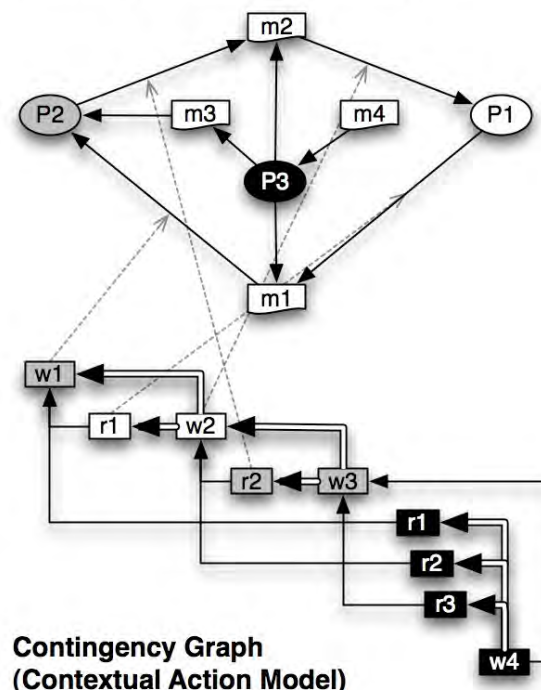 m2
P2 m3 m4 P1
P3
m1
w1
r1 w2
r2 w3
r1
r2
r3
w4
Contingency Graph
(Contextual Action Model)